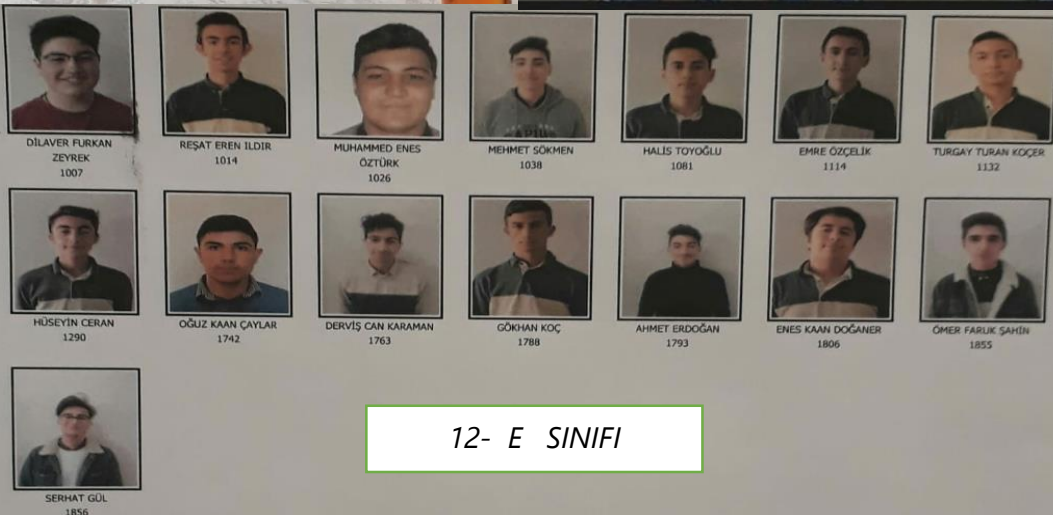 DİLAVER FURKAN
ZEYREK
1007
REŞAT EREN ILDIR
1014
MUHAMMED ENES
ÖZTÜRK
1026
MEHMET SÖKMEN
1038
HALİS TOYOĞLU
1081
EMRE ÖZÇELİK
1114
TURGAY TURAN KOÇER
1132
HÜSEYİN CERAN
1290
OĞUZ KAAN ÇAYLAR
1742
DERVİŞ CAN KARAMAN
1763
GÖKHAN KOÇ
1788
AHMET ERDOĞAN
1793
ENES KAAN DOĞANER
1806
ÖMER FARUK ŞAHİN
1855
SERHAT GÜL
1856
12- E SINIFI